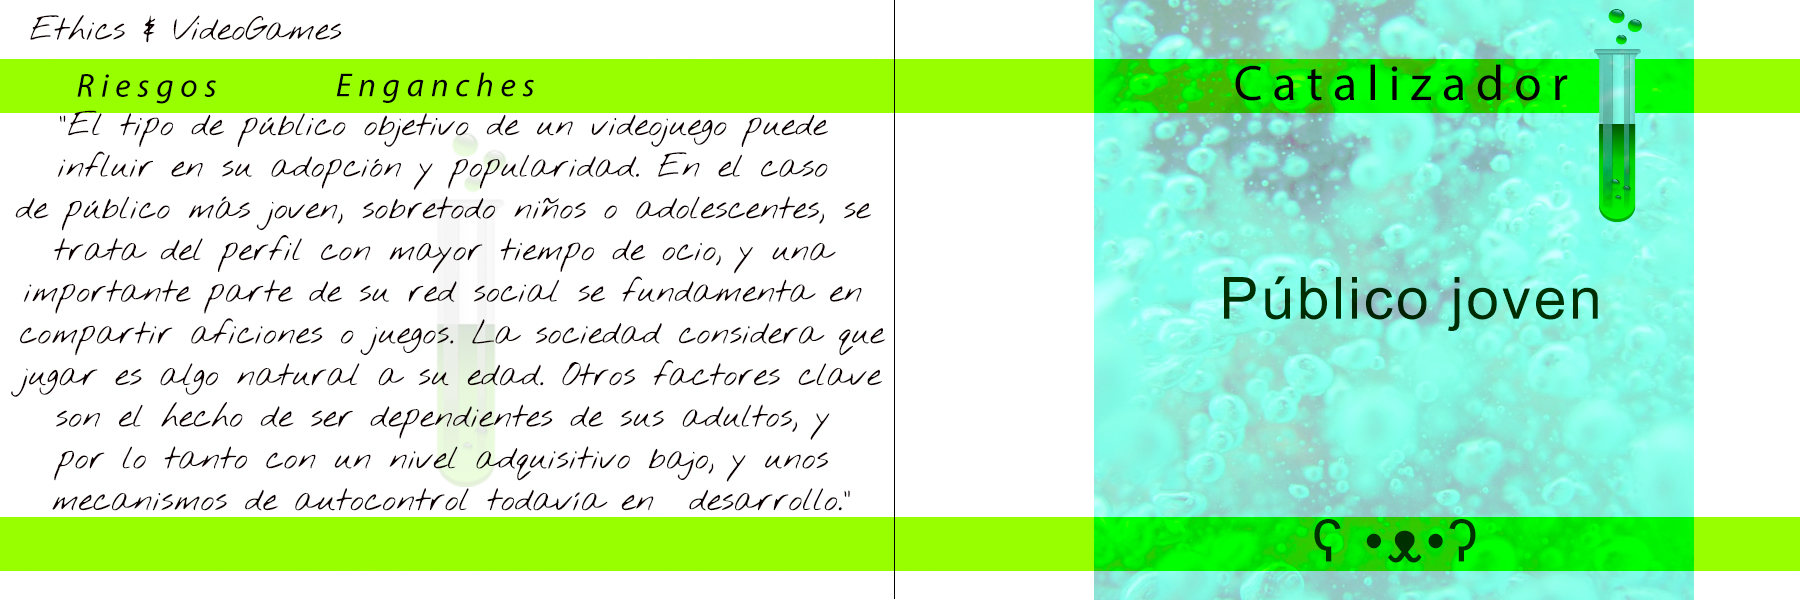 Ethics & VideoGames
Riesgos Enganches
"El tipo de público objetivo de un videojuego puede
influir en su adopción y popularidad. En el caso
de público más joven, sobretodo niños o adolescentes, se
trata del perfil con mayor tiempo de ocio, y una
importante parte de su red social se fundamenta en
compartir aficiones o juegos. La sociedad considera que
jugar es algo natural a su edad. Otros factores clave
son el hecho de ser dependientes de sus adultos, y
por lo tanto con un nivel adquisitivo bajo, y unos
mecanismos de autocontrol todavía en desarrollo."
Catalizador
Público joven
ʕ •ᴥ•ʔ